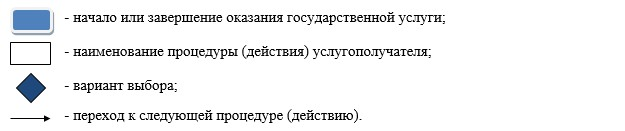 - начало или завершение оказания государственной услуги;
- наименование процедуры (действия) услугополучателя;
- вариант выбора;
- переход к следующей процедуре (действию).